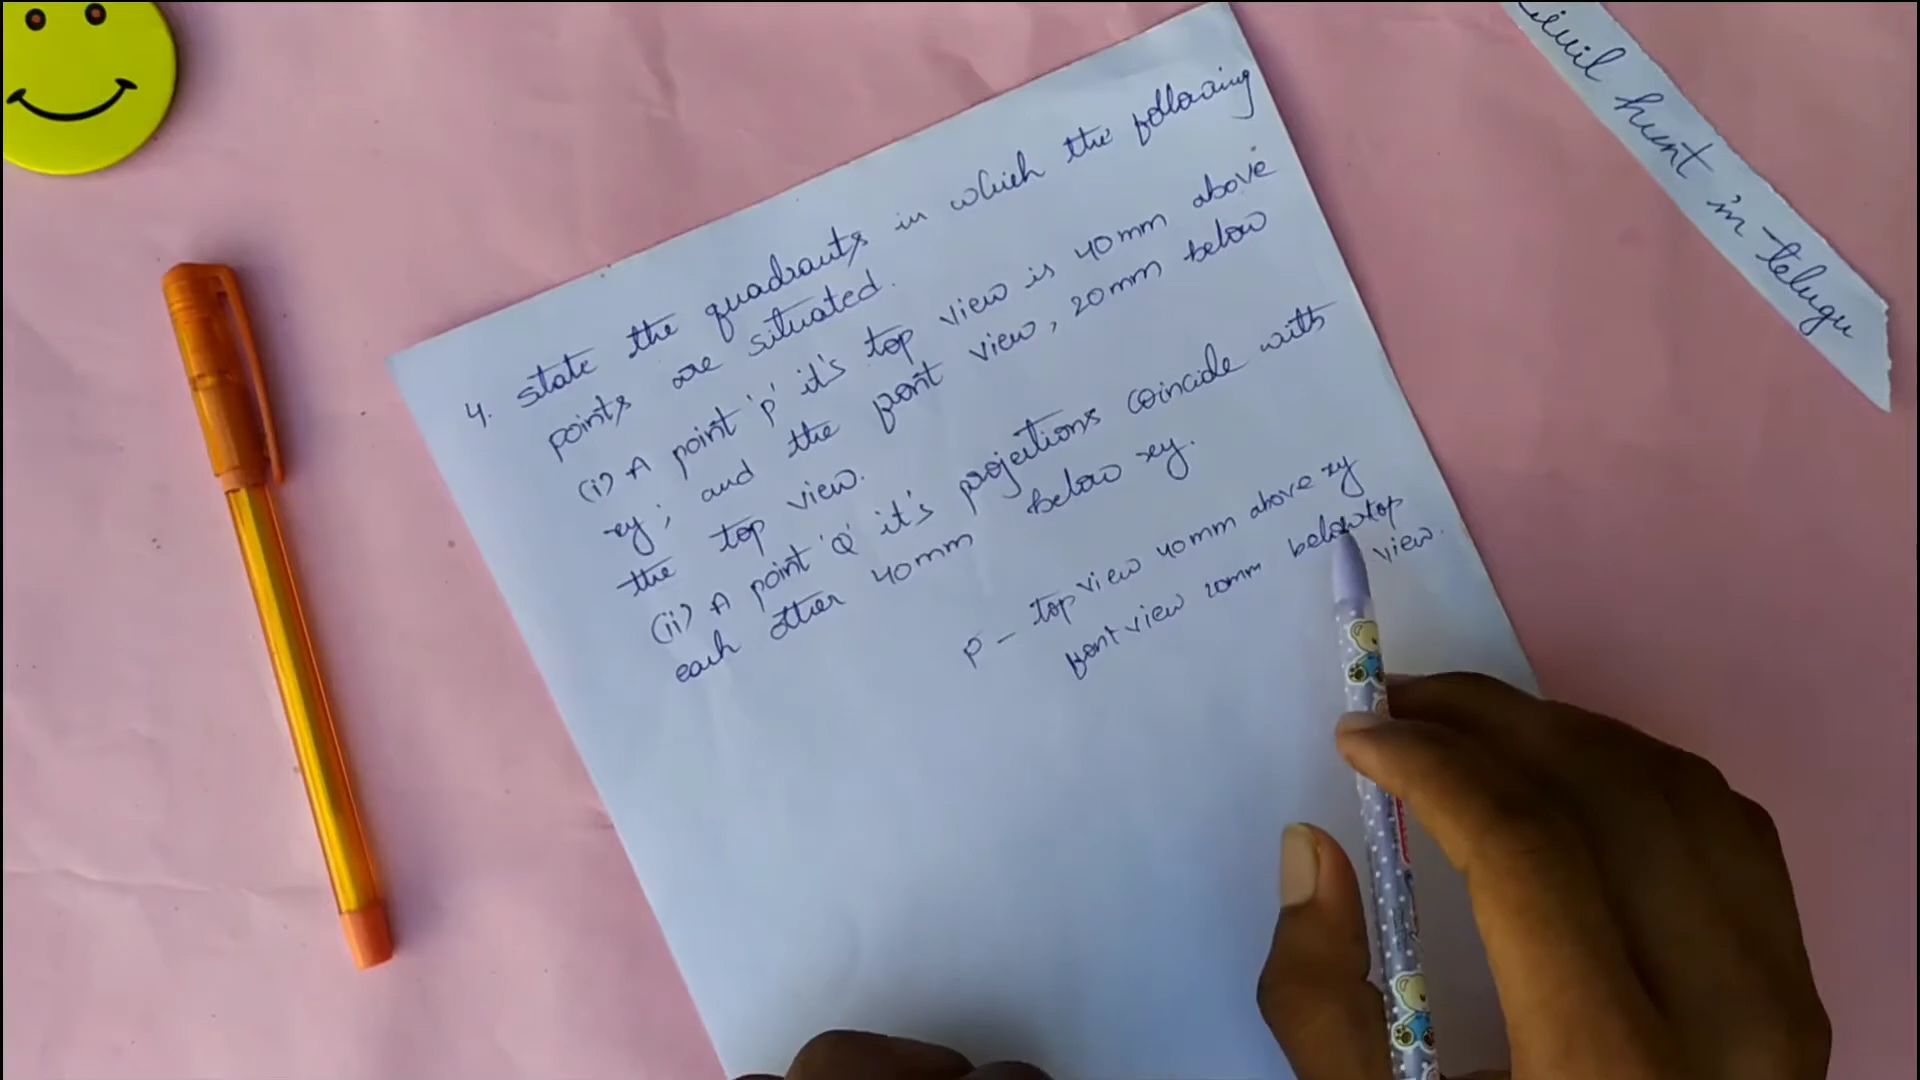 4. state the quadrants in which the following
points are situated.
(i) A point 'p' it's top view is 40mm above
xy; and the front view, 20mm below
the top view.
(ii) A point 'Q' it's projections coincide with
each other 40mm below xy.
p - top view 40mm above xy
front view 20mm below top
view.
civil hunt in telugu